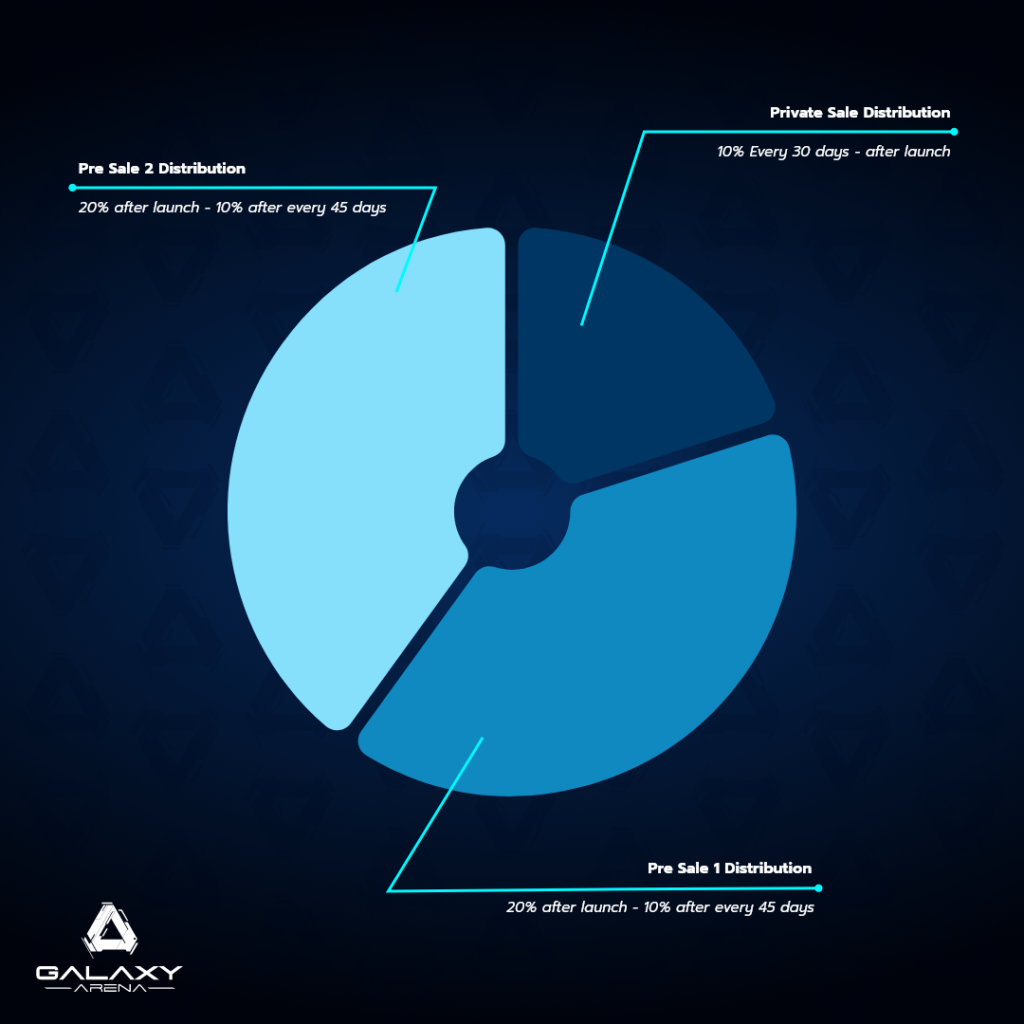 Private Sale Distribution
10% Every 30 days - after launch
Pre Sale 2 Distribution
20% after launch - 10% after every 45 days
Pre Sale 1 Distribution
20% after launch - 10% after every 45 days
GALAXY
ARENA